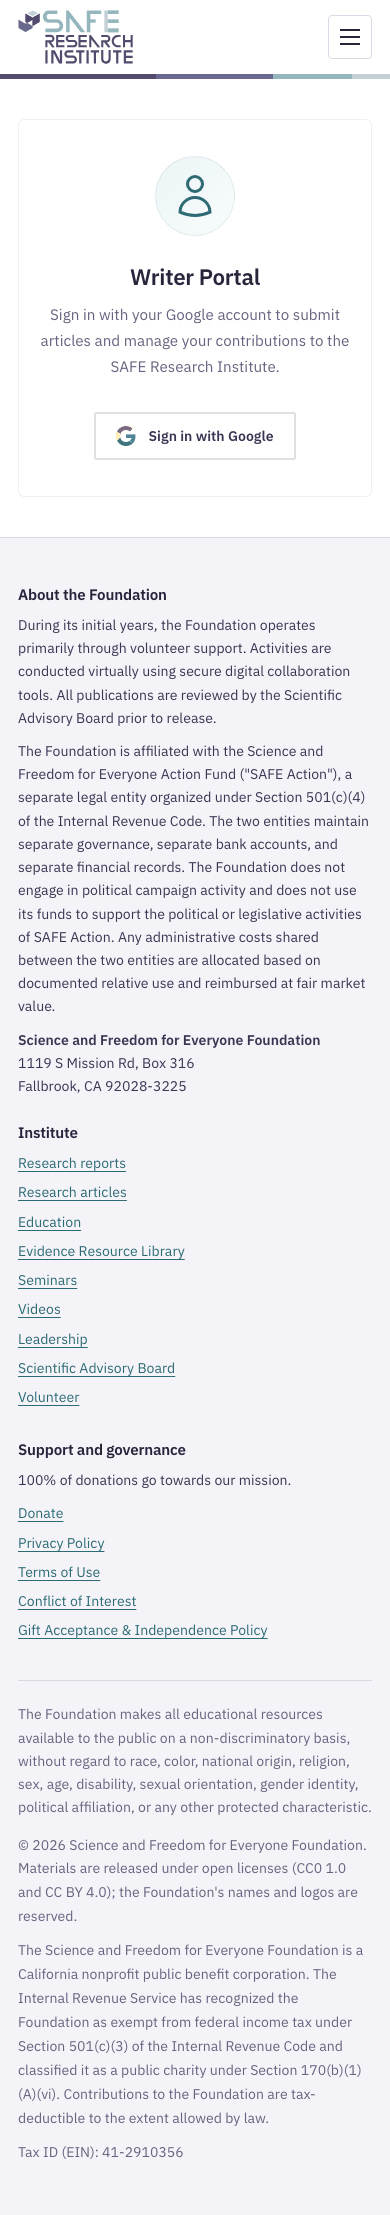 SAFE
RESEARCH
INSTITUTE
Writer Portal
Sign in with your Google account to submit
articles and manage your contributions to the
SAFE Research Institute.
Sign in with Google
About the Foundation
During its initial years, the Foundation operates
primarily through volunteer support. Activities are
conducted virtually using secure digital collaboration
tools. All publications are reviewed by the Scientific
Advisory Board prior to release.
The Foundation is affiliated with the Science and
Freedom for Everyone Action Fund ("SAFE Action"), a
separate legal entity organized under Section 501(c)(4)
of the Internal Revenue Code. The two entities maintain
separate governance, separate bank accounts, and
separate financial records. The Foundation does not
engage in political campaign activity and does not use
its funds to support the political or legislative activities
of SAFE Action. Any administrative costs shared
between the two entities are allocated based on
documented relative use and reimbursed at fair market
value.
Science and Freedom for Everyone Foundation
1119 S Mission Rd, Box 316
Fallbrook, CA 92028-3225
Institute
Research reports
Research articles
Education
Evidence Resource Library
Seminars
Videos
Leadership
Scientific Advisory Board
Volunteer
Support and governance
100% of donations go towards our mission.
Donate
Privacy Policy
Terms of Use
Conflict of Interest
Gift Acceptance & Independence Policy
The Foundation makes all educational resources
available to the public on a non-discriminatory basis,
without regard to race, color, national origin, religion,
sex, age, disability, sexual orientation, gender identity,
political affiliation, or any other protected characteristic.
© 2026 Science and Freedom for Everyone Foundation.
Materials are released under open licenses (CC0 1.0
and CC BY 4.0); the Foundation's names and logos are
reserved.
The Science and Freedom for Everyone Foundation is a
California nonprofit public benefit corporation. The
Internal Revenue Service has recognized the
Foundation as exempt from federal income tax under
Section 501(c)(3) of the Internal Revenue Code and
classified it as a public charity under Section 170(b)(1)
(A)(vi). Contributions to the Foundation are tax-
deductible to the extent allowed by law.
Tax ID (EIN): 41-2910356